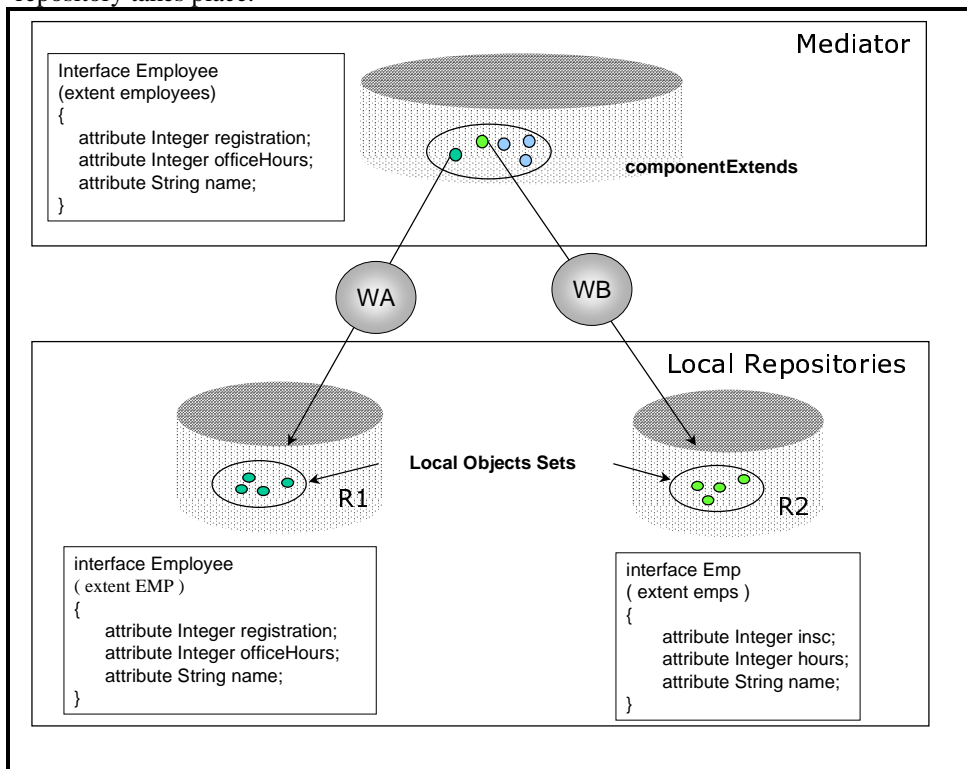 repository takes place.
Mediator
Interface Employee
(extent employees)
{
attribute Integer registration;
attribute Integer officeHours;
attribute String name;
}
componentExtends
WA
WB
Local Repositories
Local Objects Sets
R1
R2
interface Employee
( extent EMP )
{
attribute Integer registration;
attribute Integer officeHours;
attribute String name;
}
interface Emp
( extent emps )
{
attribute Integer insc;
attribute Integer hours;
attribute String name;
}